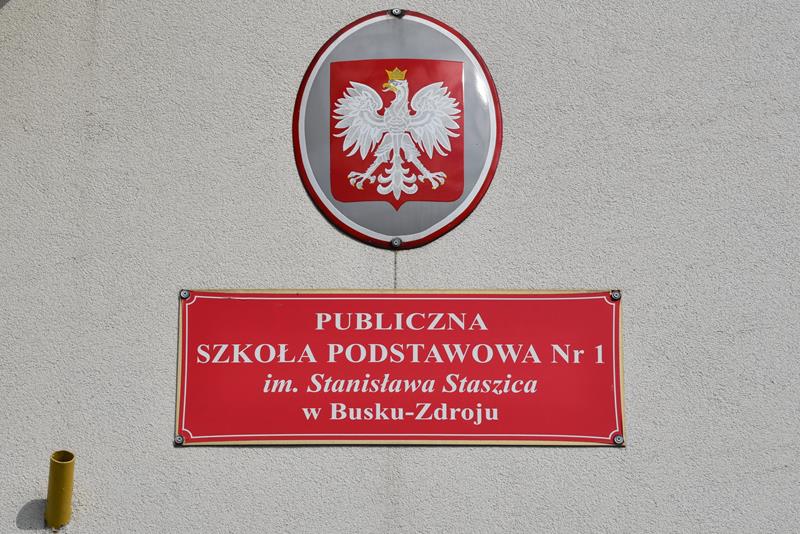 PUBLICZNA
SZKOŁA PODSTAWOWA Nr 1
im. Stanisława Staszica
w Busku-Zdroju